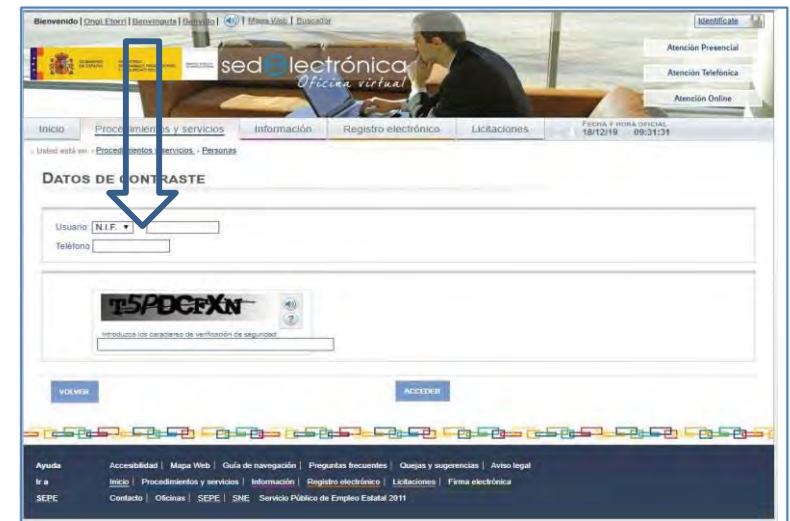 Bienvenido | Ongi Etorri | Benvinguts | Benvido | Mapa Web | Buscador
Identifícate
Atención Presencial
Atención Telefónica
Atención Online
sede electrónica
Oficina virtual
Inicio Procedimientos y servicios Información Registro electrónico Licitaciones
FECHA Y HORA OFICIAL
18/12/19 09:31:31
Usted está en: Procedimientos y servicios Personas
DATOS DE CONTRASTE
Usuario N.I.F.
Teléfono
T5PDCFXN
Introduzca los caracteres de verificación de seguridad
VOLVER ACCEDER
Ayuda Accesibilidad | Mapa Web | Guía de navegación | Preguntas frecuentes | Quejas y sugerencias | Aviso legal
Ir a Inicio | Procedimientos y servicios | Información | Registro electrónico | Licitaciones | Firma electrónica
SEPE Contacto | Oficinas | SEPE | SNE Servicio Público de Empleo Estatal 2011